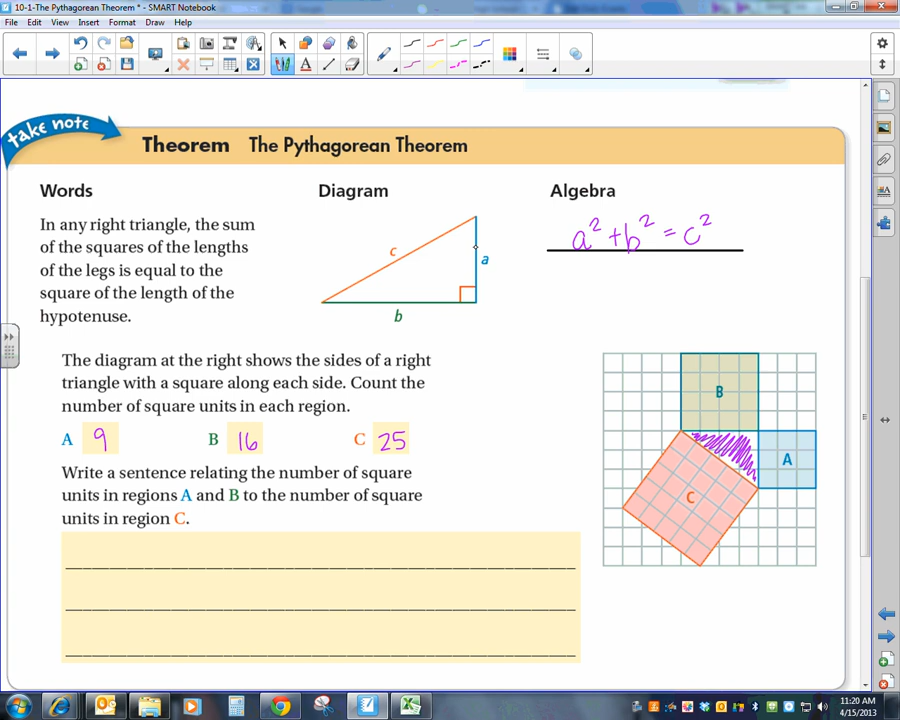 10-1-The Pythagorean Theorem * - SMART Notebook
File Edit View Insert Format Draw Help
take note
Theorem The Pythagorean Theorem
Words
In any right triangle, the sum
of the squares of the lengths
of the legs is equal to the
square of the length of the
hypotenuse.
Diagram
c
a
b
Algebra
a² + b² = c²
The diagram at the right shows the sides of a right
triangle with a square along each side. Count the
number of square units in each region.
A 9 B 16 C 25
Write a sentence relating the number of square
units in regions A and B to the number of square
units in region C.
B
A
C
11:20 AM
4/15/2013